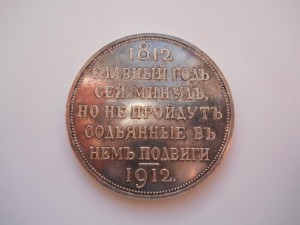 1812
СЛАВНЫЙ ГОДЪ
СЕЙ МИНУЛЪ,
НО НЕ ПРОЙДУТЪ
СОДѢЯННЫЕ ВЪ
НЕМЪ ПОДВИГИ
1912.